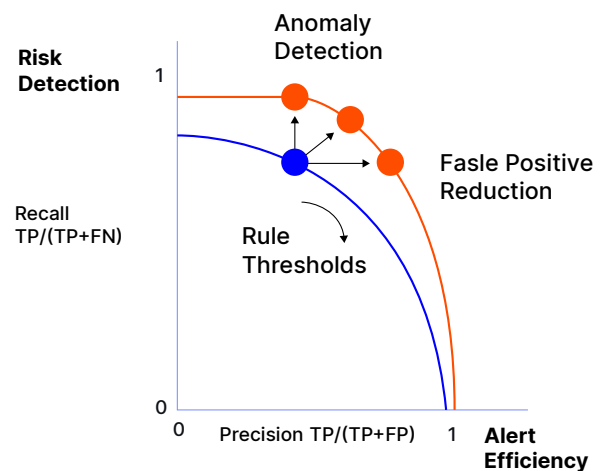 Anomaly
Detection
Risk
Detection
1
Fasle Positive
Reduction
Recall
TP/(TP+FN)
Rule
Thresholds
0
0
Precision TP/(TP+FP)
1
Alert
Efficiency